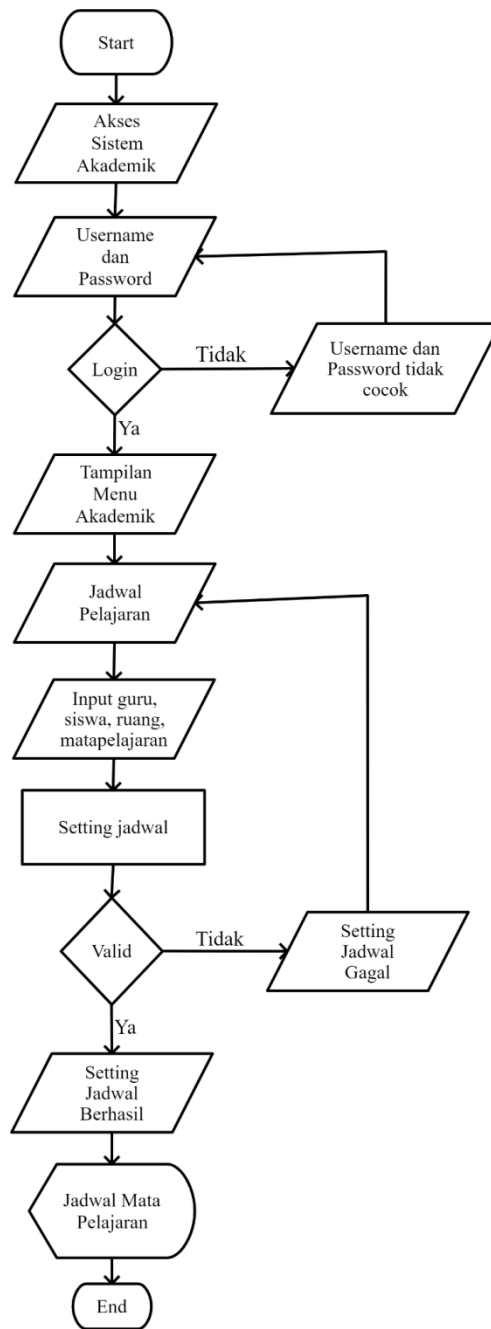 Start
Akses
Sistem
Akademik
Username
dan
Password
Login
Tidak
Username dan
Password tidak
cocok
Ya
Tampilan
Menu
Akademik
Jadwal
Pelajaran
Input guru,
siswa, ruang,
matapelajaran
Setting jadwal
Valid
Tidak
Setting
Jadwal
Gagal
Ya
Setting
Jadwal
Berhasil
Jadwal Mata
Pelajaran
End